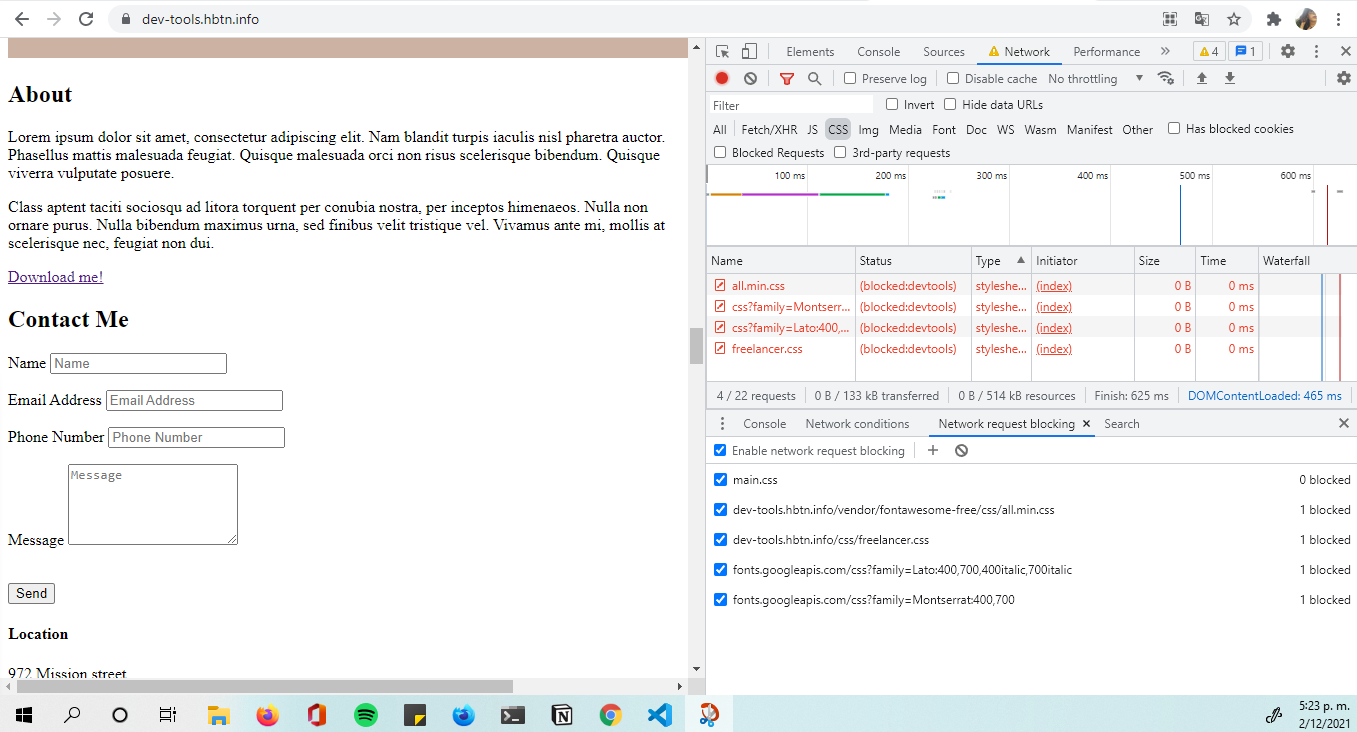 dev-tools.hbtn.info
About
Lorem ipsum dolor sit amet, consectetur adipiscing elit. Nam blandit turpis iaculis nisl pharetra auctor.
Phasellus mattis malesuada feugiat. Quisque malesuada orci non risus scelerisque bibendum. Quisque
viverra vulputate posuere.
Class aptent taciti sociosqu ad litora torquent per conubia nostra, per inceptos himenaeos. Nulla non
ornare purus. Nulla bibendum maximus urna, sed finibus velit tristique vel. Vivamus ante mi, mollis at
scelerisque nec, feugiat non dui.
Download me!
Contact Me
Name Name
Email Address Email Address
Phone Number Phone Number
Message
Message
Send
Location
972 Mission street
Elements Console Sources Network Performance » 4 1
Preserve log Disable cache No throttling
Filter Invert Hide data URLs
All Fetch/XHR JS CSS Img Media Font Doc WS Wasm Manifest Other Has blocked cookies
Blocked Requests 3rd-party requests
100 ms 200 ms 300 ms 400 ms 500 ms 600 ms
Name Status Type Initiator Size Time Waterfall
all.min.css (blocked:devtools) styleshe... (index) 0 B 0 ms
css?family=Montserr... (blocked:devtools) styleshe... (index) 0 B 0 ms
css?family=Lato:400,... (blocked:devtools) styleshe... (index) 0 B 0 ms
freelancer.css (blocked:devtools) styleshe... (index) 0 B 0 ms
4 / 22 requests 0 B / 133 kB transferred 0 B / 514 kB resources Finish: 625 ms DOMContentLoaded: 465 ms
Console Network conditions Network request blocking Search
Enable network request blocking
main.css 0 blocked
dev-tools.hbtn.info/vendor/fontawesome-free/css/all.min.css 1 blocked
dev-tools.hbtn.info/css/freelancer.css 1 blocked
fonts.googleapis.com/css?family=Lato:400,700,400italic,700italic 1 blocked
fonts.googleapis.com/css?family=Montserrat:400,700 1 blocked
5:23 p. m.
2/12/2021